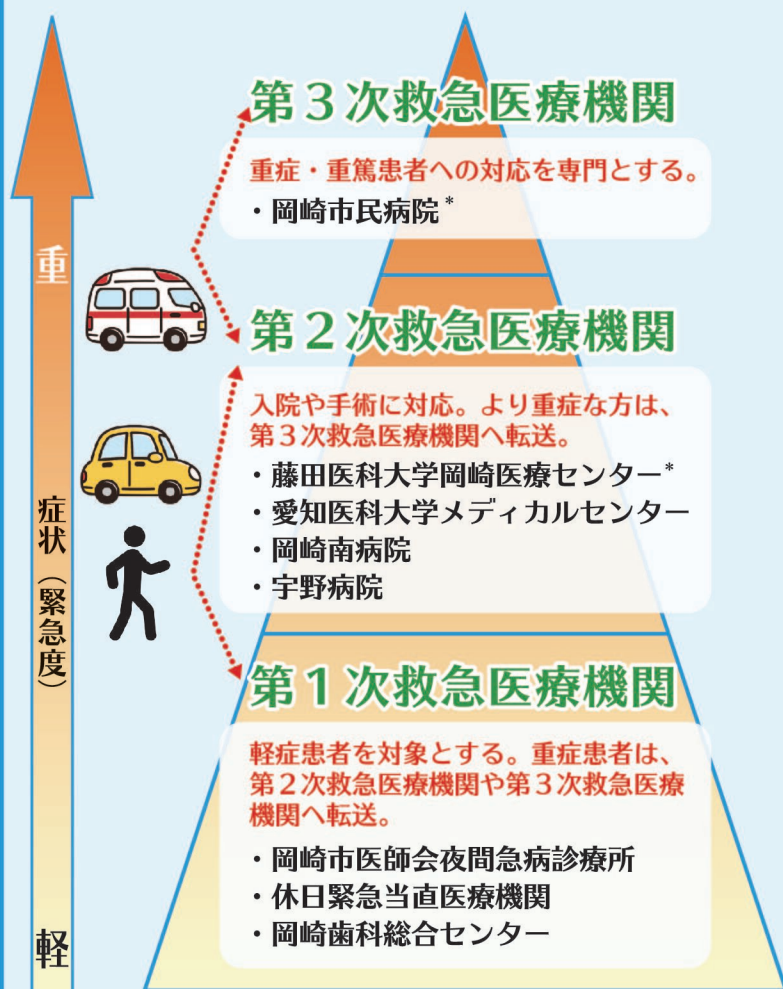 第3次救急医療機関
重症・重篤患者への対応を専門とする。
・岡崎市民病院*
重
第2次救急医療機関
入院や手術に対応。より重症な方は、
第3次救急医療機関へ転送。
・藤田医科大学岡崎医療センター*
・愛知医科大学メディカルセンター
・岡崎南病院
・宇野病院
症状（緊急度）
第1次救急医療機関
軽症患者を対象とする。重症患者は、
第2次救急医療機関や第3次救急医療
機関へ転送。
・岡崎市医師会夜間急病診療所
・休日緊急当直医療機関
・岡崎歯科総合センター
軽